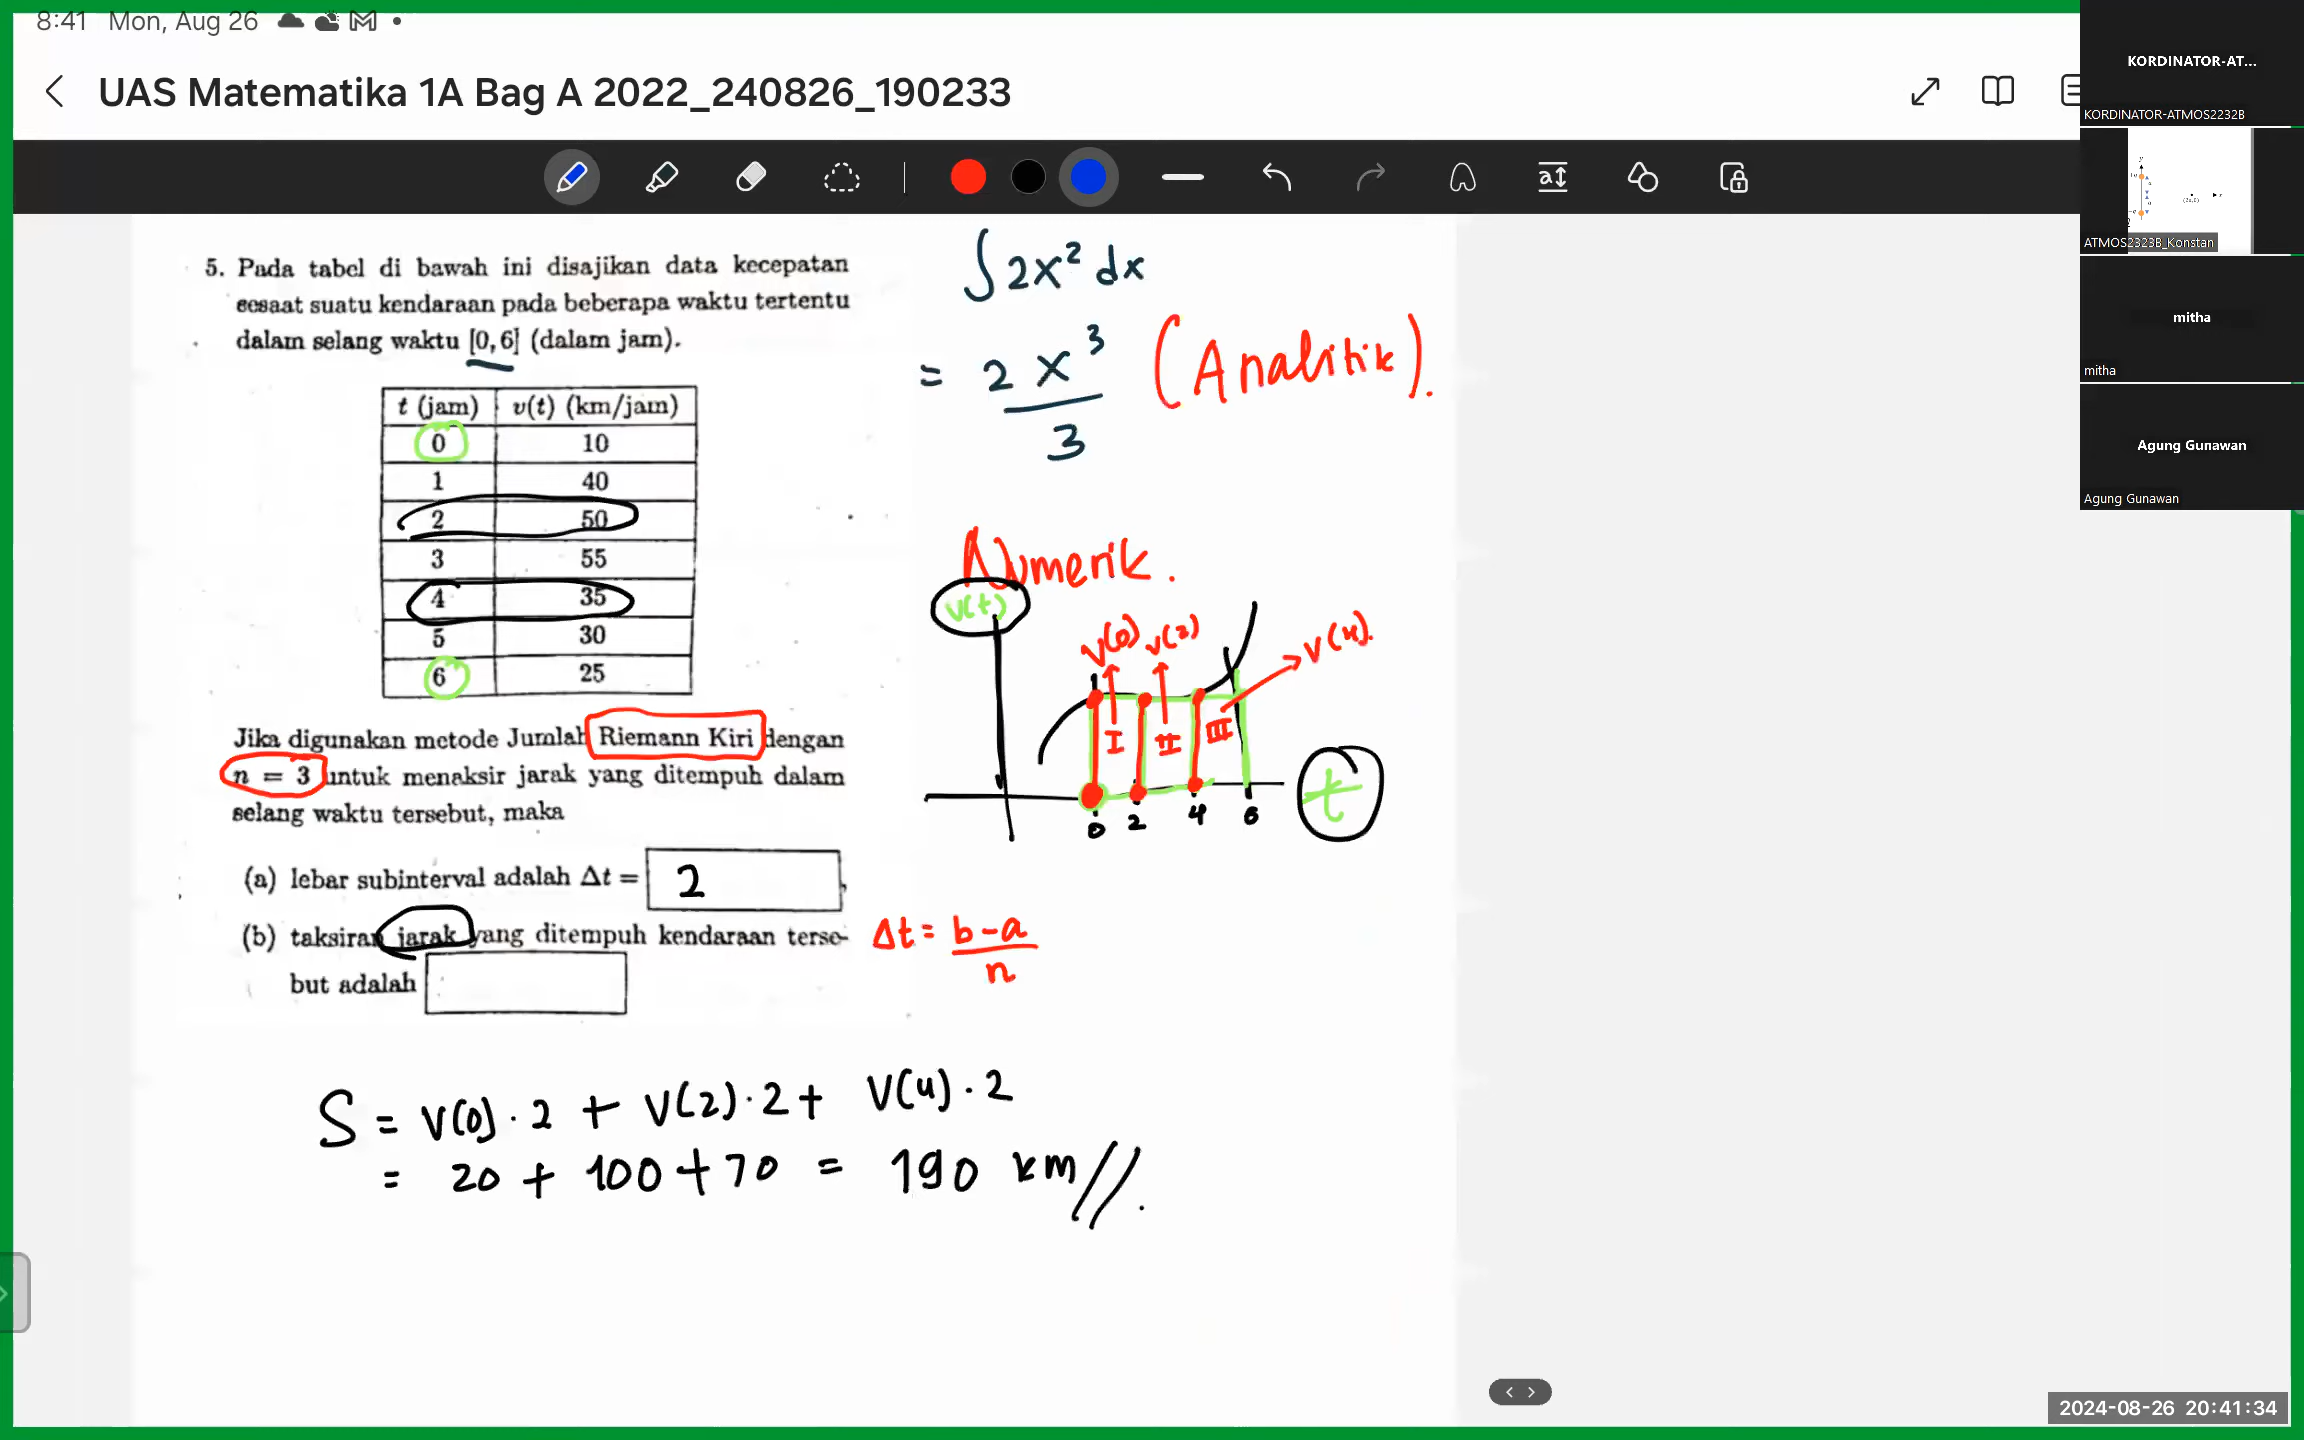 8:41 Mon, Aug 26
UAS Matematika 1A Bag A 2022_240826_190233
5. Pada tabel di bawah ini disajikan data kecepatan
sesaat suatu kendaraan pada beberapa waktu tertentu
dalam selang waktu [0, 6] (dalam jam).
t (jam) v(t) (km/jam)
0 10
1 40
2 50
3 55
4 35
5 30
6 25
Jika digunakan metode Jumlah Riemann Kiri dengan
n = 3 untuk menaksir jarak yang ditempuh dalam
selang waktu tersebut, maka
(a) lebar subinterval adalah Δt = 2,
(b) taksiran jarak yang ditempuh kendaraan terse-
but adalah
S = v(0) · 2 + v(2) · 2 + v(4) · 2
= 20 + 100 + 70 = 190 km //.
∫ 2x² dx
= 2x³/3 (Analitik).
Numerik.
v(t)
v(0) v(2) v(4).
I II III
0 2 4 6
t
Δt = b-a/n
KORDINATOR-AT...
KORDINATOR-ATMOS2232B
ATMOS2323B_Konstan
mitha
mitha
Agung Gunawan
Agung Gunawan
2024-08-26 20:41:34